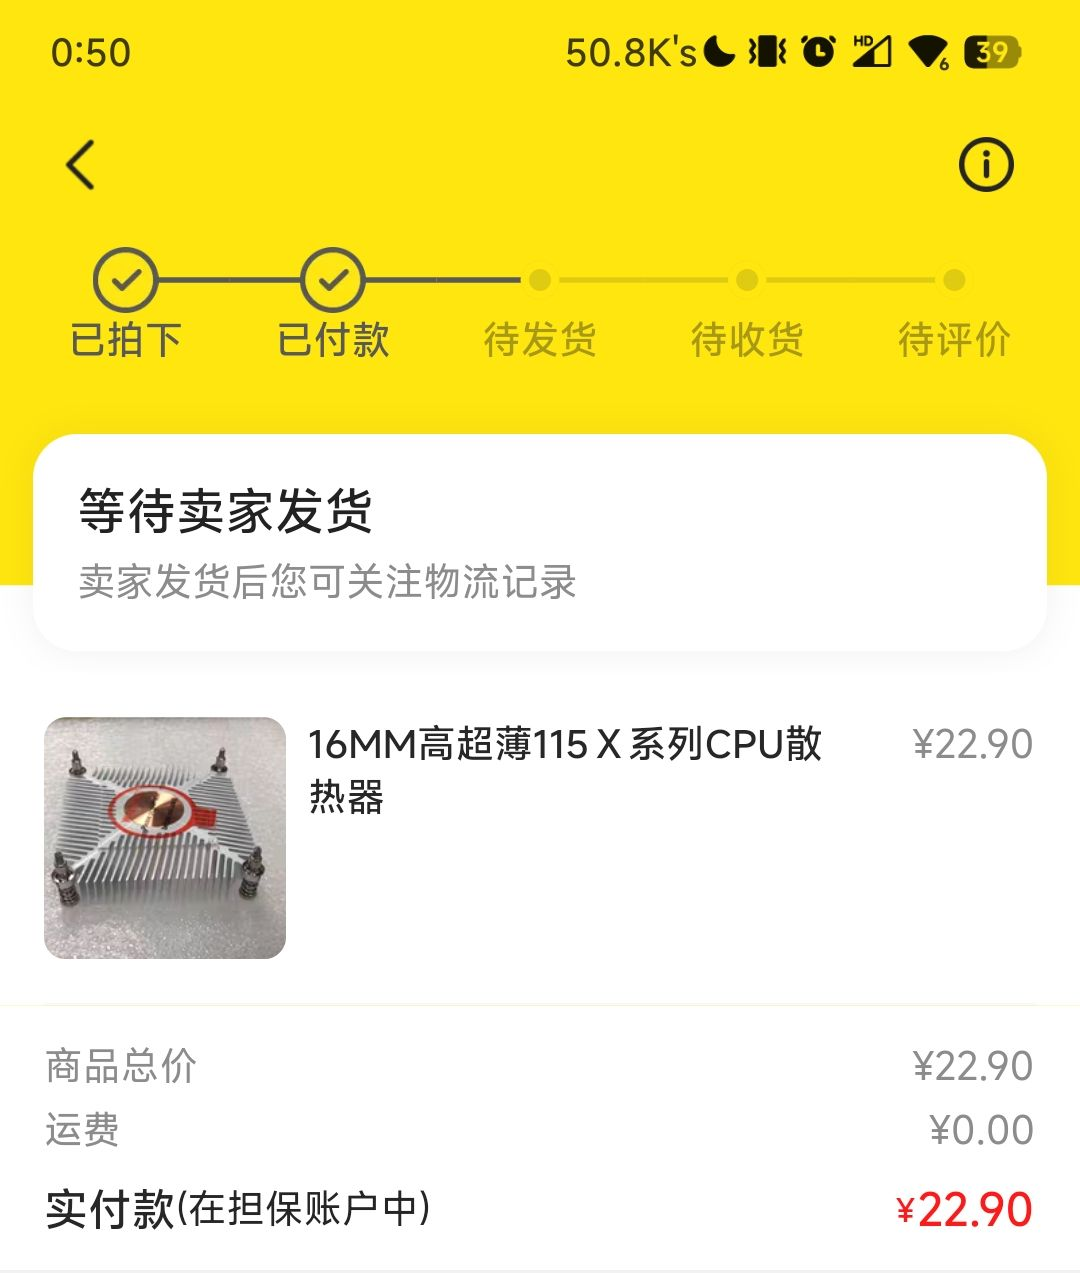 0:50
50.8K's
HD
6
39
已拍下
已付款
待发货
待收货
待评价
等待卖家发货
卖家发货后您可关注物流记录
16MM高超薄115 X 系列CPU散
热器
¥22.90
商品总价
¥22.90
运费
¥0.00
实付款(在担保账户中)
¥22.90